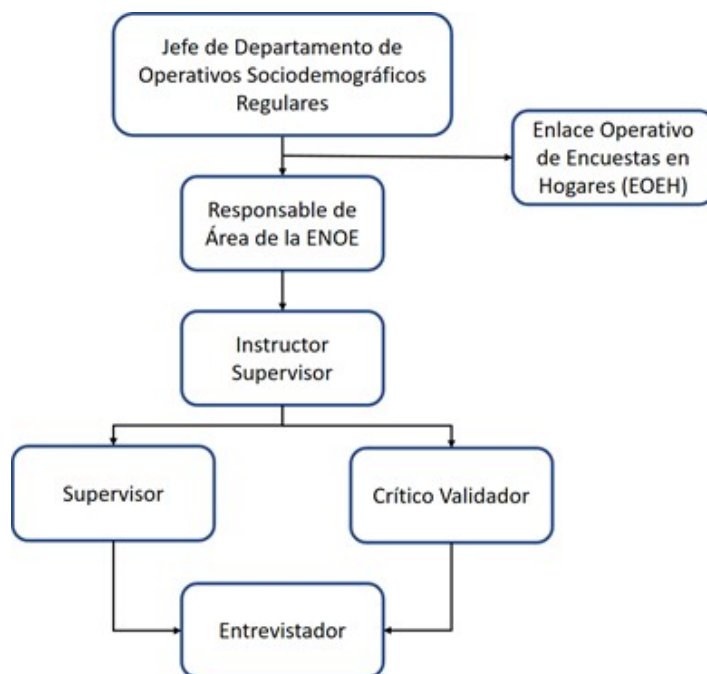 Jefe de Departamento de
Operativos Sociodemográficos
Regulares
Enlace Operativo
de Encuestas en
Hogares (EOEH)
Responsable de
Área de la ENOE
Instructor
Supervisor
Supervisor
Crítico Validador
Entrevistador